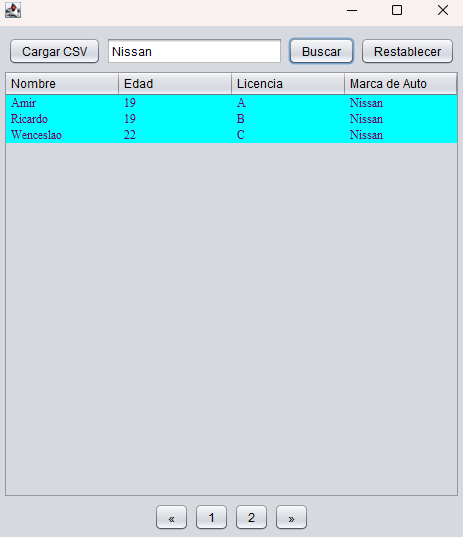 Cargar CSV Nissan Buscar Restablecer
Nombre Edad Licencia Marca de Auto
Amir 19 A Nissan
Ricardo 19 B Nissan
Wenceslao 22 C Nissan
« 1 2 »